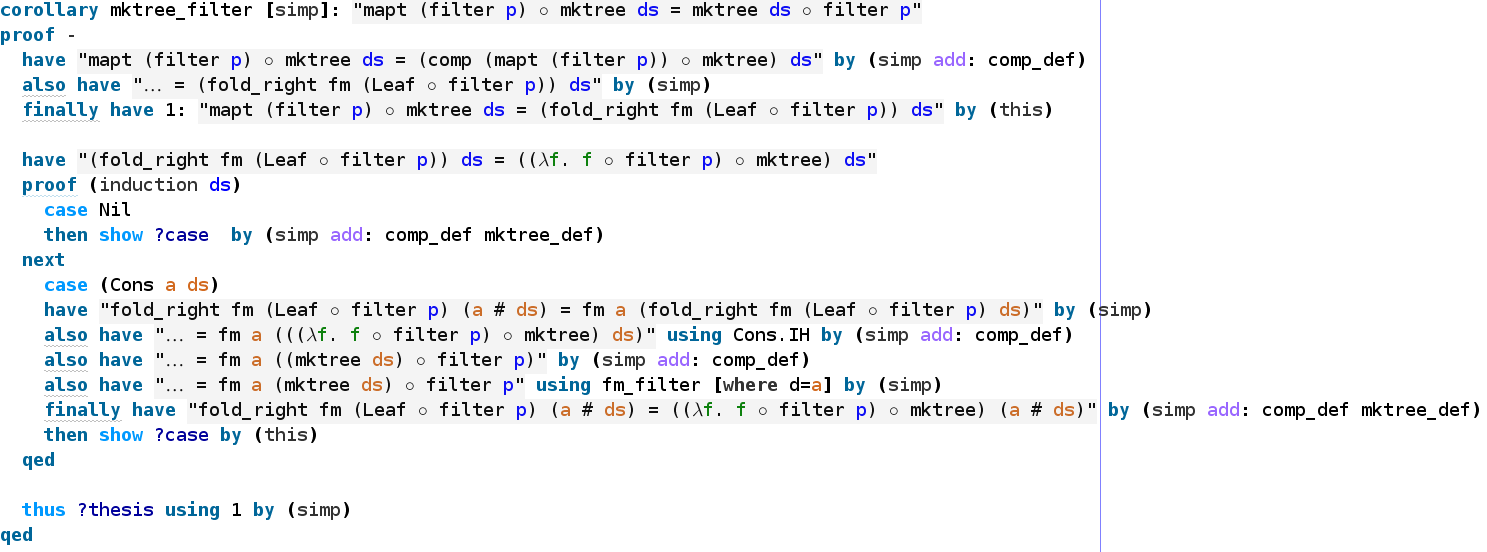 corollary mktree_filter [simp]: "mapt (filter p) ∘ mktree ds = mktree ds ∘ filter p"
proof -
  have "mapt (filter p) ∘ mktree ds = (comp (mapt (filter p)) ∘ mktree) ds" by (simp add: comp_def)
  also have "... = (fold_right fm (Leaf ∘ filter p)) ds" by (simp)
  finally have 1: "mapt (filter p) ∘ mktree ds = (fold_right fm (Leaf ∘ filter p)) ds" by (this)

  have "(fold_right fm (Leaf ∘ filter p)) ds = ((λf. f ∘ filter p) ∘ mktree) ds"
  proof (induction ds)
    case Nil
    then show ?case  by (simp add: comp_def mktree_def)
  next
    case (Cons a ds)
    have "fold_right fm (Leaf ∘ filter p) (a # ds) = fm a (fold_right fm (Leaf ∘ filter p) ds)" by (simp)
    also have "... = fm a (((λf. f ∘ filter p) ∘ mktree) ds)" using Cons.IH by (simp add: comp_def)
    also have "... = fm a ((mktree ds) ∘ filter p)" by (simp add: comp_def)
    also have "... = fm a (mktree ds) ∘ filter p" using fm_filter [where d=a] by (simp)
    finally have "fold_right fm (Leaf ∘ filter p) (a # ds) = ((λf. f ∘ filter p) ∘ mktree) (a # ds)" by (simp add: comp_def mktree_def)
    then show ?case by (this)
  qed

  thus ?thesis using 1 by (simp)
qed